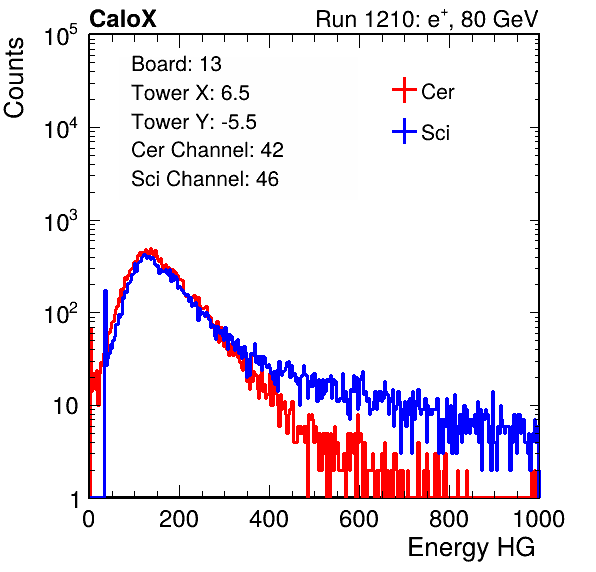 CaloX Run 1210: e⁺, 80 GeV
Counts
Board: 13
Tower X: 6.5
Tower Y: -5.5
Cer Channel: 42
Sci Channel: 46
Cer
Sci
10⁵
10⁴
10³
10²
10
1
0 200 400 600 800 1000
Energy HG